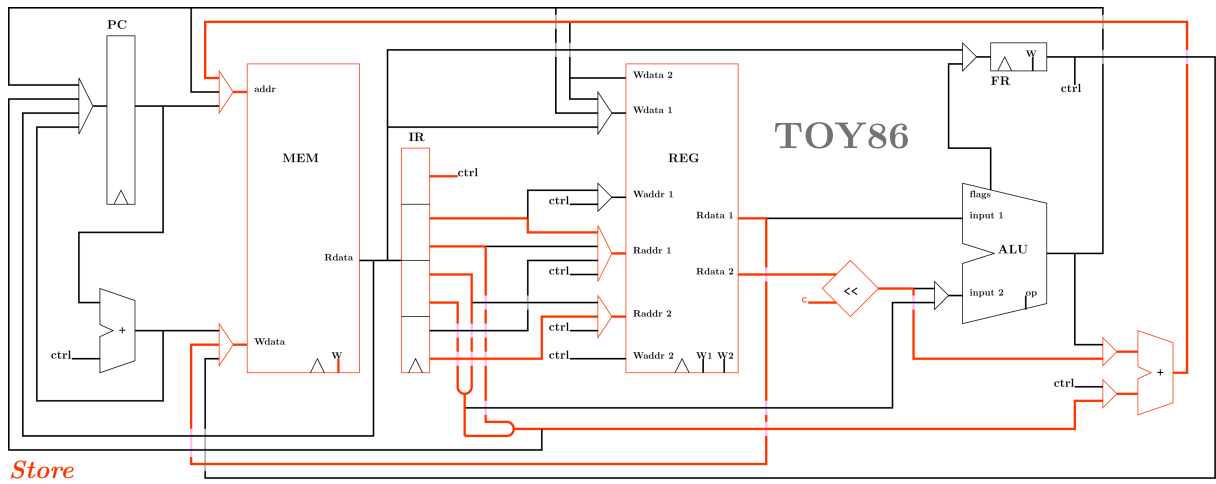 PC
W
FR
ctrl
addr
Wdata 2
Wdata 1
TOY86
IR
MEM
REG
ctrl
Waddr 1
ctrl
flags
Rdata 1
input 1
Raddr 1
ALU
Rdata
ctrl
Rdata 2
<<
c
input 2
op
Raddr 2
ctrl
+
Wdata
ctrl
W
ctrl
Waddr 2
W1 W2
+
ctrl
Store